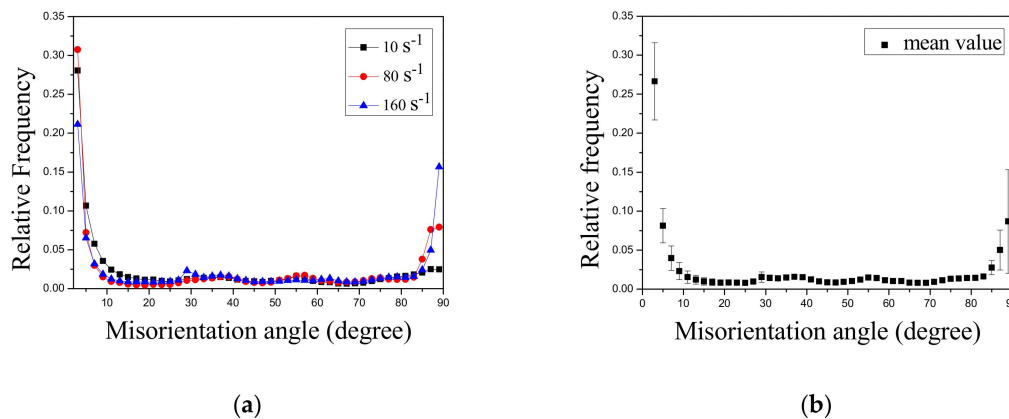 0.35
0.30
0.25
0.20
0.15
0.10
0.05
0.00
Relative Frequency
10 s-1
80 s-1
160 s-1
10 20 30 40 50 60 70 80 90
Misorientation angle (degree)
(a)
0.35
0.30
0.25
0.20
0.15
0.10
0.05
0.00
Relative frequency
mean value
0 10 20 30 40 50 60 70 80 9
Misorientation angle (degree)
(b)